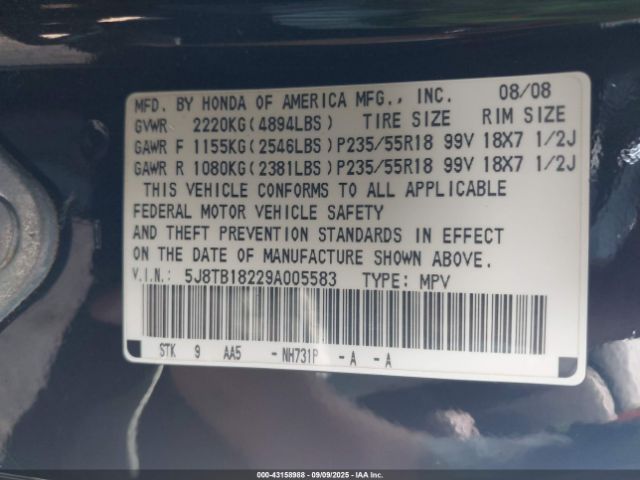 MFD. BY HONDA OF AMERICA MFG., INC. 08/08
GVWR 2220KG(4894LBS) TIRE SIZE RIM SIZE
GAWR F 1155KG(2546LBS)P235/55R18 99V 18X7 1/2J
GAWR R 1080KG(2381LBS)P235/55R18 99V 18X7 1/2J
THIS VEHICLE CONFORMS TO ALL APPLICABLE
FEDERAL MOTOR VEHICLE SAFETY
AND THEFT PREVENTION STANDARDS IN EFFECT
ON THE DATE OF MANUFACTURE SHOWN ABOVE.
V.I.N.: 5J8TB18229A005583 TYPE: MPV
STK 9 AA5 -NH731P -A -A
000-43158988 - 09/09/2025 - IAA Inc.